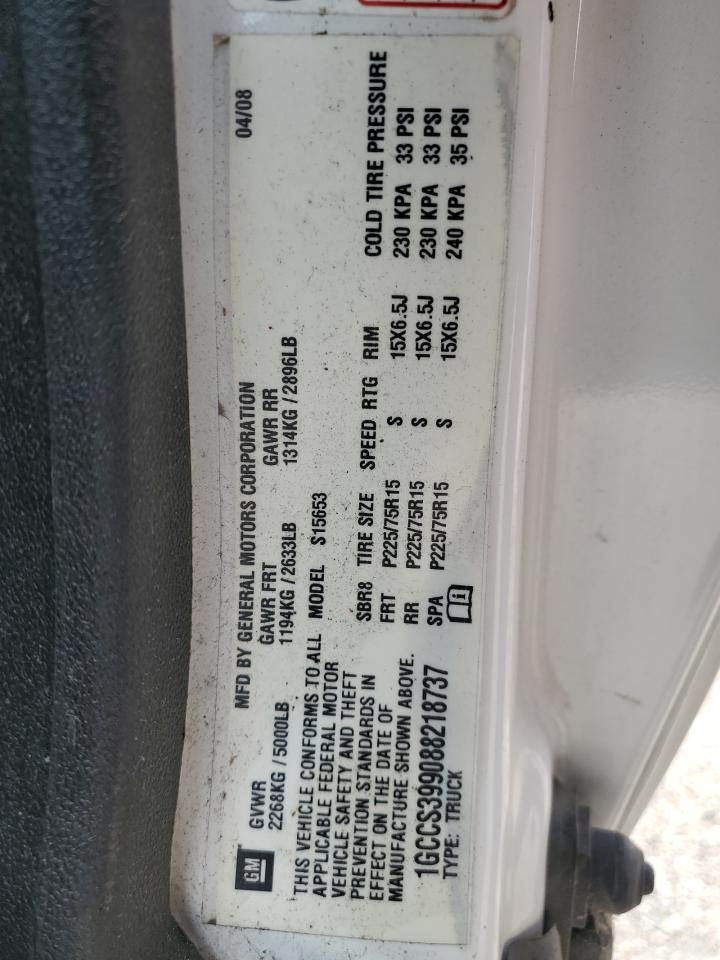 GM
MFD BY GENERAL MOTORS CORPORATION 04/08
GVWR GAWR FRT GAWR RR
2268KG / 5000LB 1194KG / 2633LB 1314KG / 2896LB
THIS VEHICLE CONFORMS TO ALL
APPLICABLE FEDERAL MOTOR
VEHICLE SAFETY AND THEFT
PREVENTION STANDARDS IN
EFFECT ON THE DATE OF
MANUFACTURE SHOWN ABOVE.
1GCCS399088218737
TYPE: TRUCK
MODEL S15653
SBR8 TIRE SIZE SPEED RTG RIM COLD TIRE PRESSURE
FRT P225/75R15 S 15X6.5J 230 KPA 33 PSI
RR P225/75R15 S 15X6.5J 230 KPA 33 PSI
SPA P225/75R15 S 15X6.5J 240 KPA 35 PSI